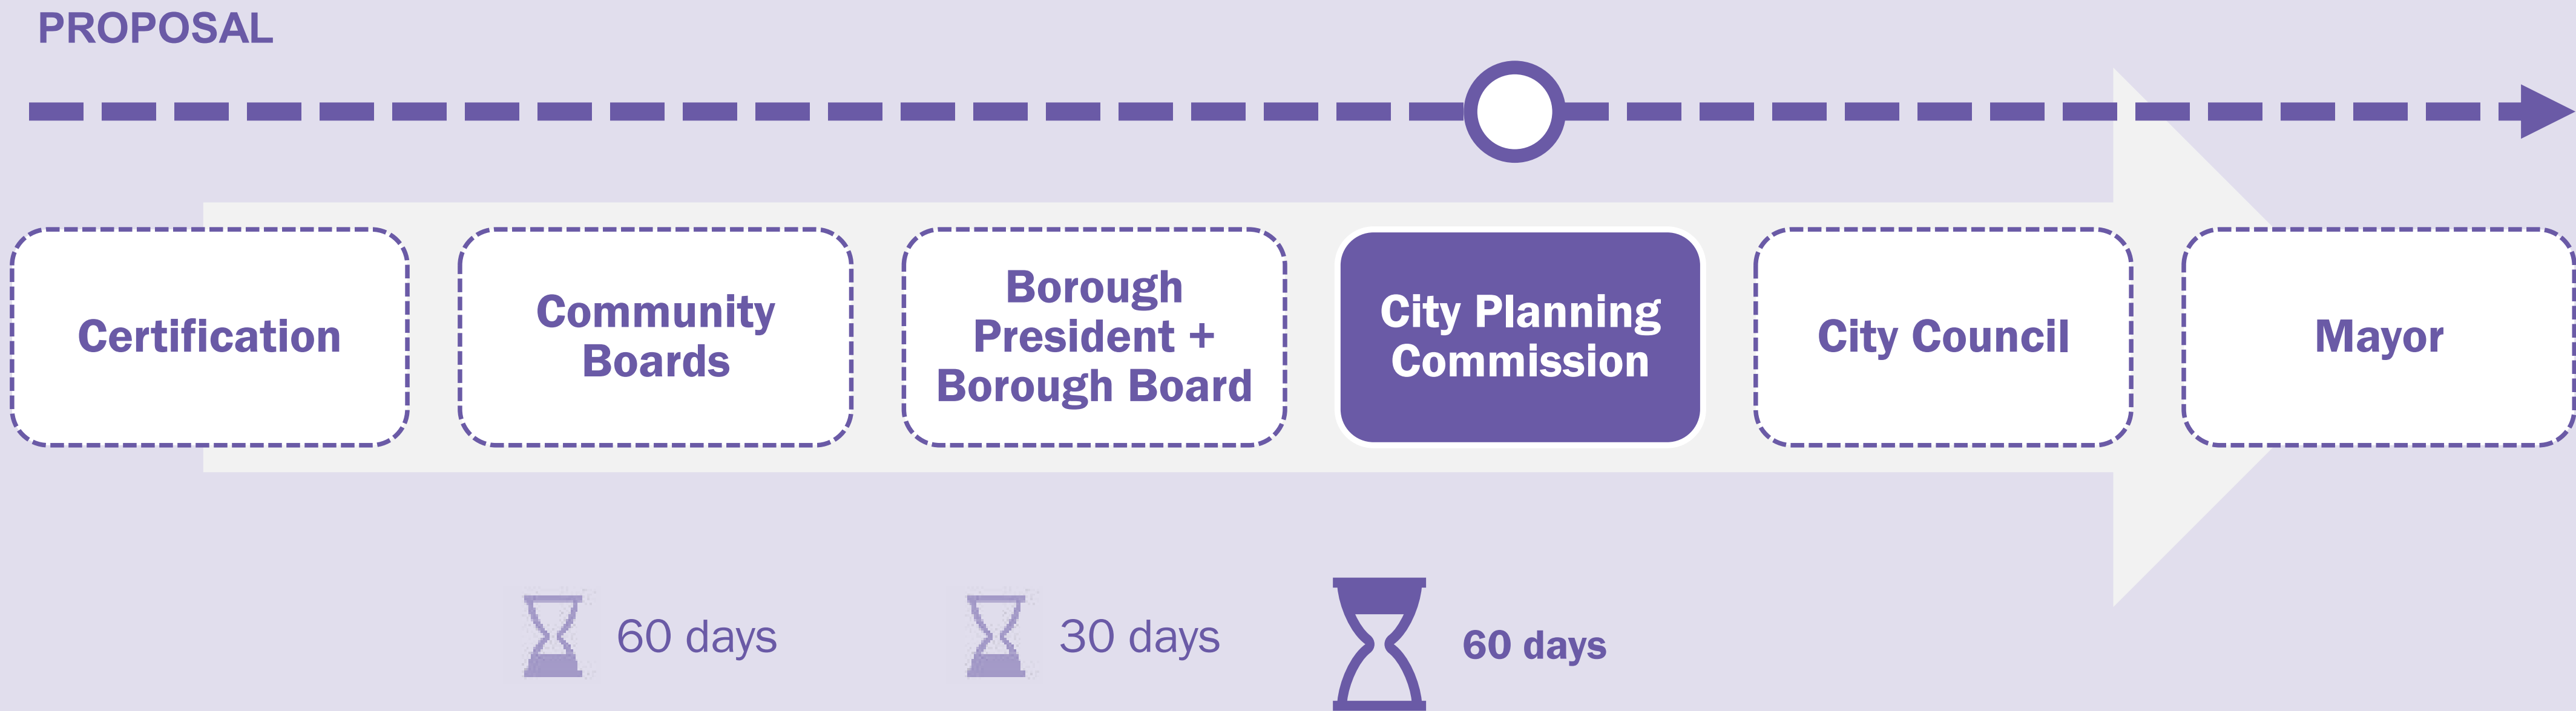 PROPOSAL
Certification
Community
Boards
Borough
President +
Borough Board
City Planning
Commission
City Council
Mayor
60 days
30 days
60 days